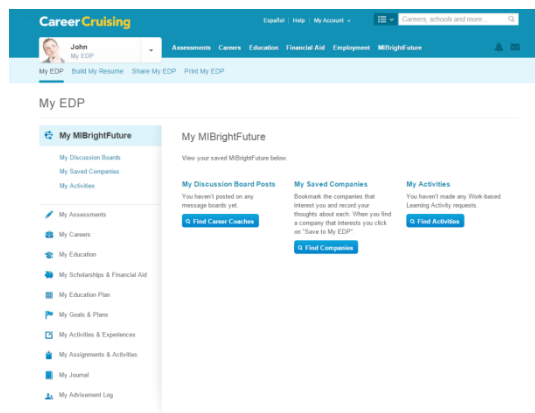 CareerCruising
Español | Help | My Account
Careers, schools and more...
John
My EDP
Assessments Careers Education Financial Aid Employment MIBrightFuture
My EDP Build My Resume Share My EDP Print My EDP
My EDP
My MIBrightFuture
My Discussion Boards
My Saved Companies
My Activities
My Assessments
My Careers
My Education
My Scholarships & Financial Aid
My Education Plan
My Goals & Plans
My Activities & Experiences
My Assignments & Activities
My Journal
My Advisement Log
My MIBrightFuture
View your saved MIBrightFuture below.
My Discussion Board Posts
You haven't posted on any
message boards yet.
Find Career Coaches
My Saved Companies
Bookmark the companies that
interest you and record your
thoughts about each. When you find
a company that interests you click
on "Save to My EDP".
Find Companies
My Activities
You haven't made any Work-based
Learning Activity requests.
Find Activities